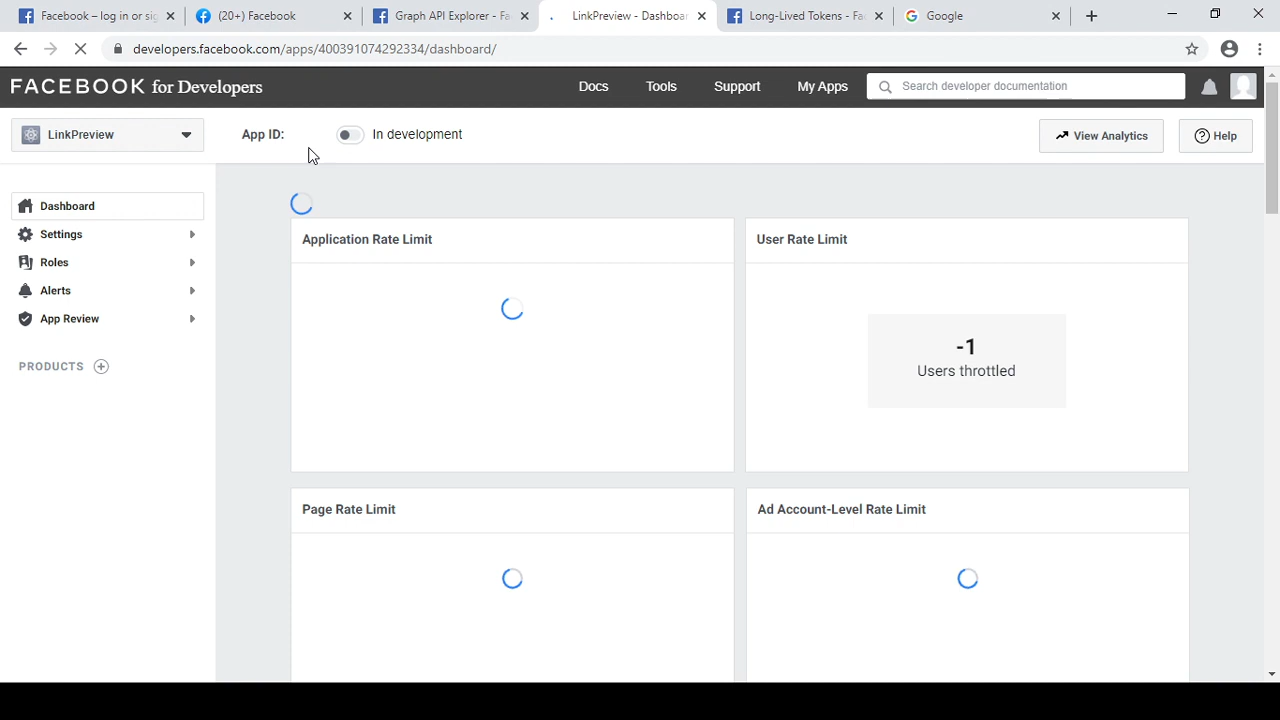 Facebook – log in or sig
(20+) Facebook
Graph API Explorer - Fa
LinkPreview - Dashboar
Long-Lived Tokens - Fa
Google
developers.facebook.com/apps/400391074292334/dashboard/
FACEBOOK for Developers
Docs
Tools
Support
My Apps
Search developer documentation
LinkPreview
App ID:
In development
View Analytics
Help
Dashboard
Settings
Roles
Alerts
App Review
PRODUCTS
Application Rate Limit
User Rate Limit
-1
Users throttled
Page Rate Limit
Ad Account-Level Rate Limit